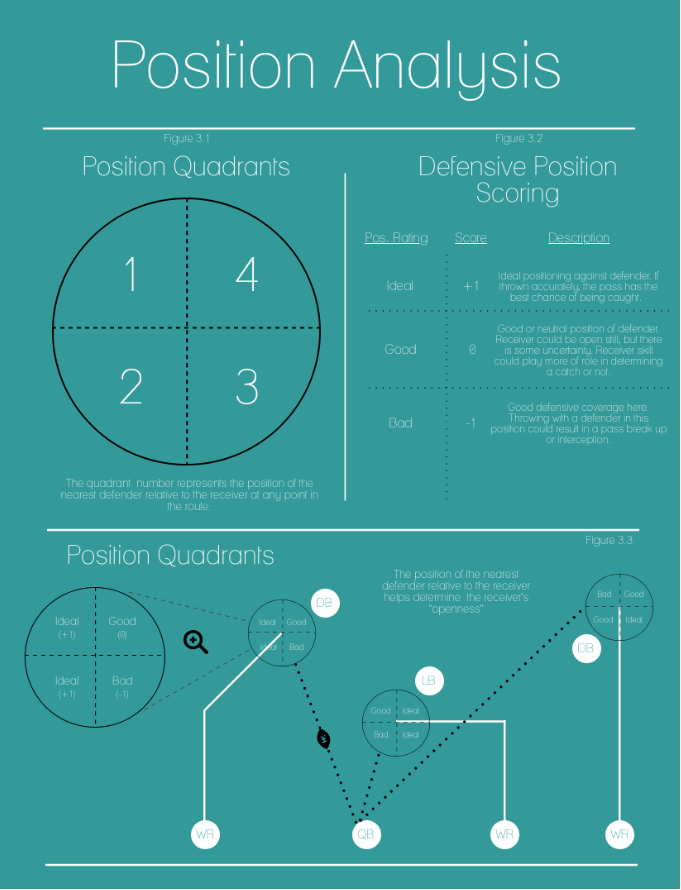 Position Analysis
Figure 3.1
Position Quadrants
1
4
2
3
The quadrant number represents the position of the
nearest defender relative to the receiver at any point in
the route.
Figure 3.2
Defensive Position
Scoring
Pos. Rating Score Description
Ideal +1 Ideal positioning against defender. If
thrown accurately, the pass has the
best chance of being caught.
Good 0 Good or neutral position of defender.
Receiver could be open still, but there
is some uncertainty. Receiver skill
could play more of role in determining
a catch or not.
Bad -1 Good defensive coverage here.
Throwing with a defender in this
position could result in a pass break up
or interception.
Figure 3.3
Position Quadrants
The position of the nearest
defender relative to the receiver
helps determine the receiver's
"openness"
Ideal
(+1)
Good
(0)
Ideal
(+1)
Bad
(-1)
DB
Ideal Good
Ideal Bad
LB
Good Ideal
Bad Ideal
Bad Good
Good Ideal
DB
WR
QB
WR
WR